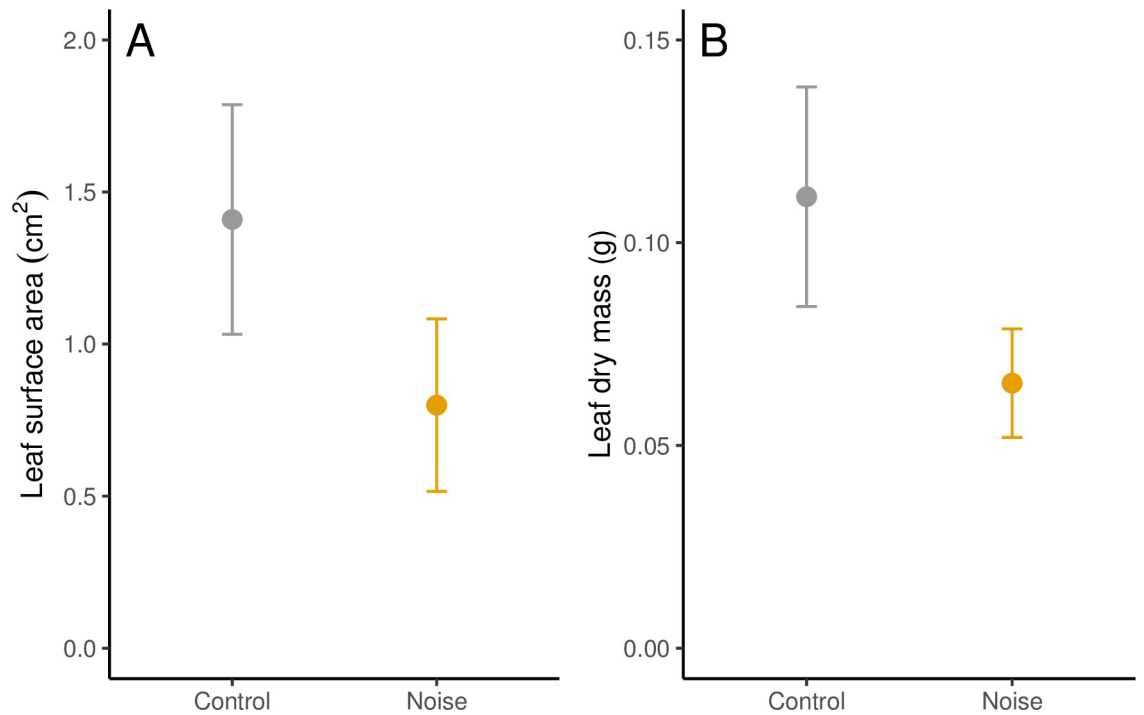 A
2.0
1.5
1.0
0.5
0.0
Leaf surface area (cm²)
Control
Noise
B
0.15
0.10
0.05
0.00
Leaf dry mass (g)
Control
Noise